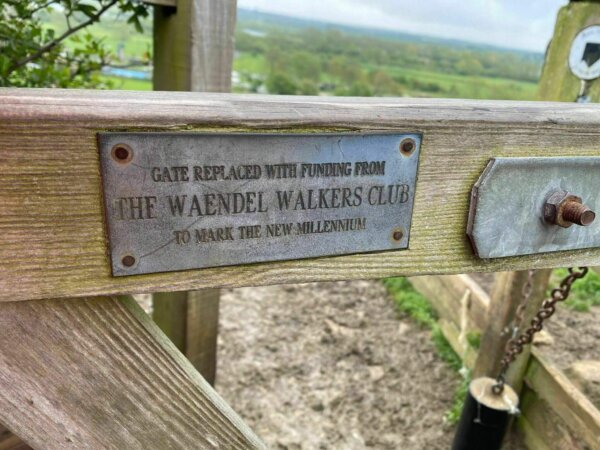 GATE REPLACED WITH FUNDING FROM
THE WAENDEL WALKERS CLUB
TO MARK THE NEW MILLENNIUM